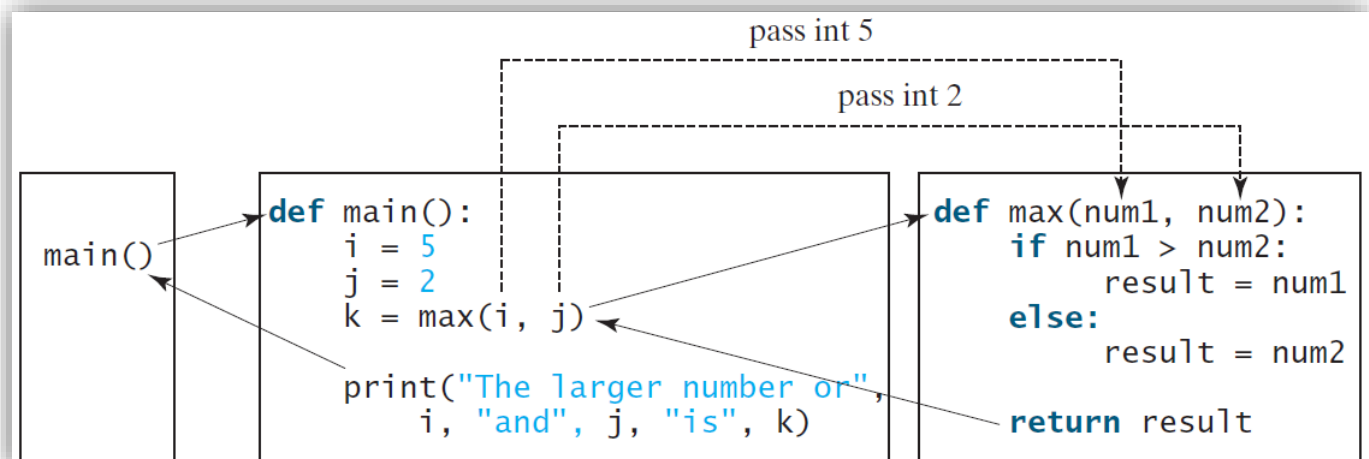 pass int 5
pass int 2
main()
def main():
    i = 5
    j = 2
    k = max(i, j)
    print("The larger number or",
        i, "and", j, "is", k)
def max(num1, num2):
    if num1 > num2:
        result = num1
    else:
        result = num2
    return result